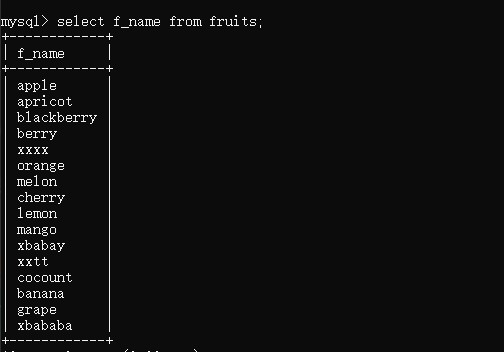 mysql> select f_name from fruits;
+------------+
| f_name     |
+------------+
| apple      |
| apricot    |
| blackberry |
| berry      |
| xxxx       |
| orange     |
| melon      |
| cherry     |
| lemon      |
| mango      |
| xbabay     |
| xxtt       |
| cocount    |
| banana     |
| grape      |
| xbababa    |
+------------+